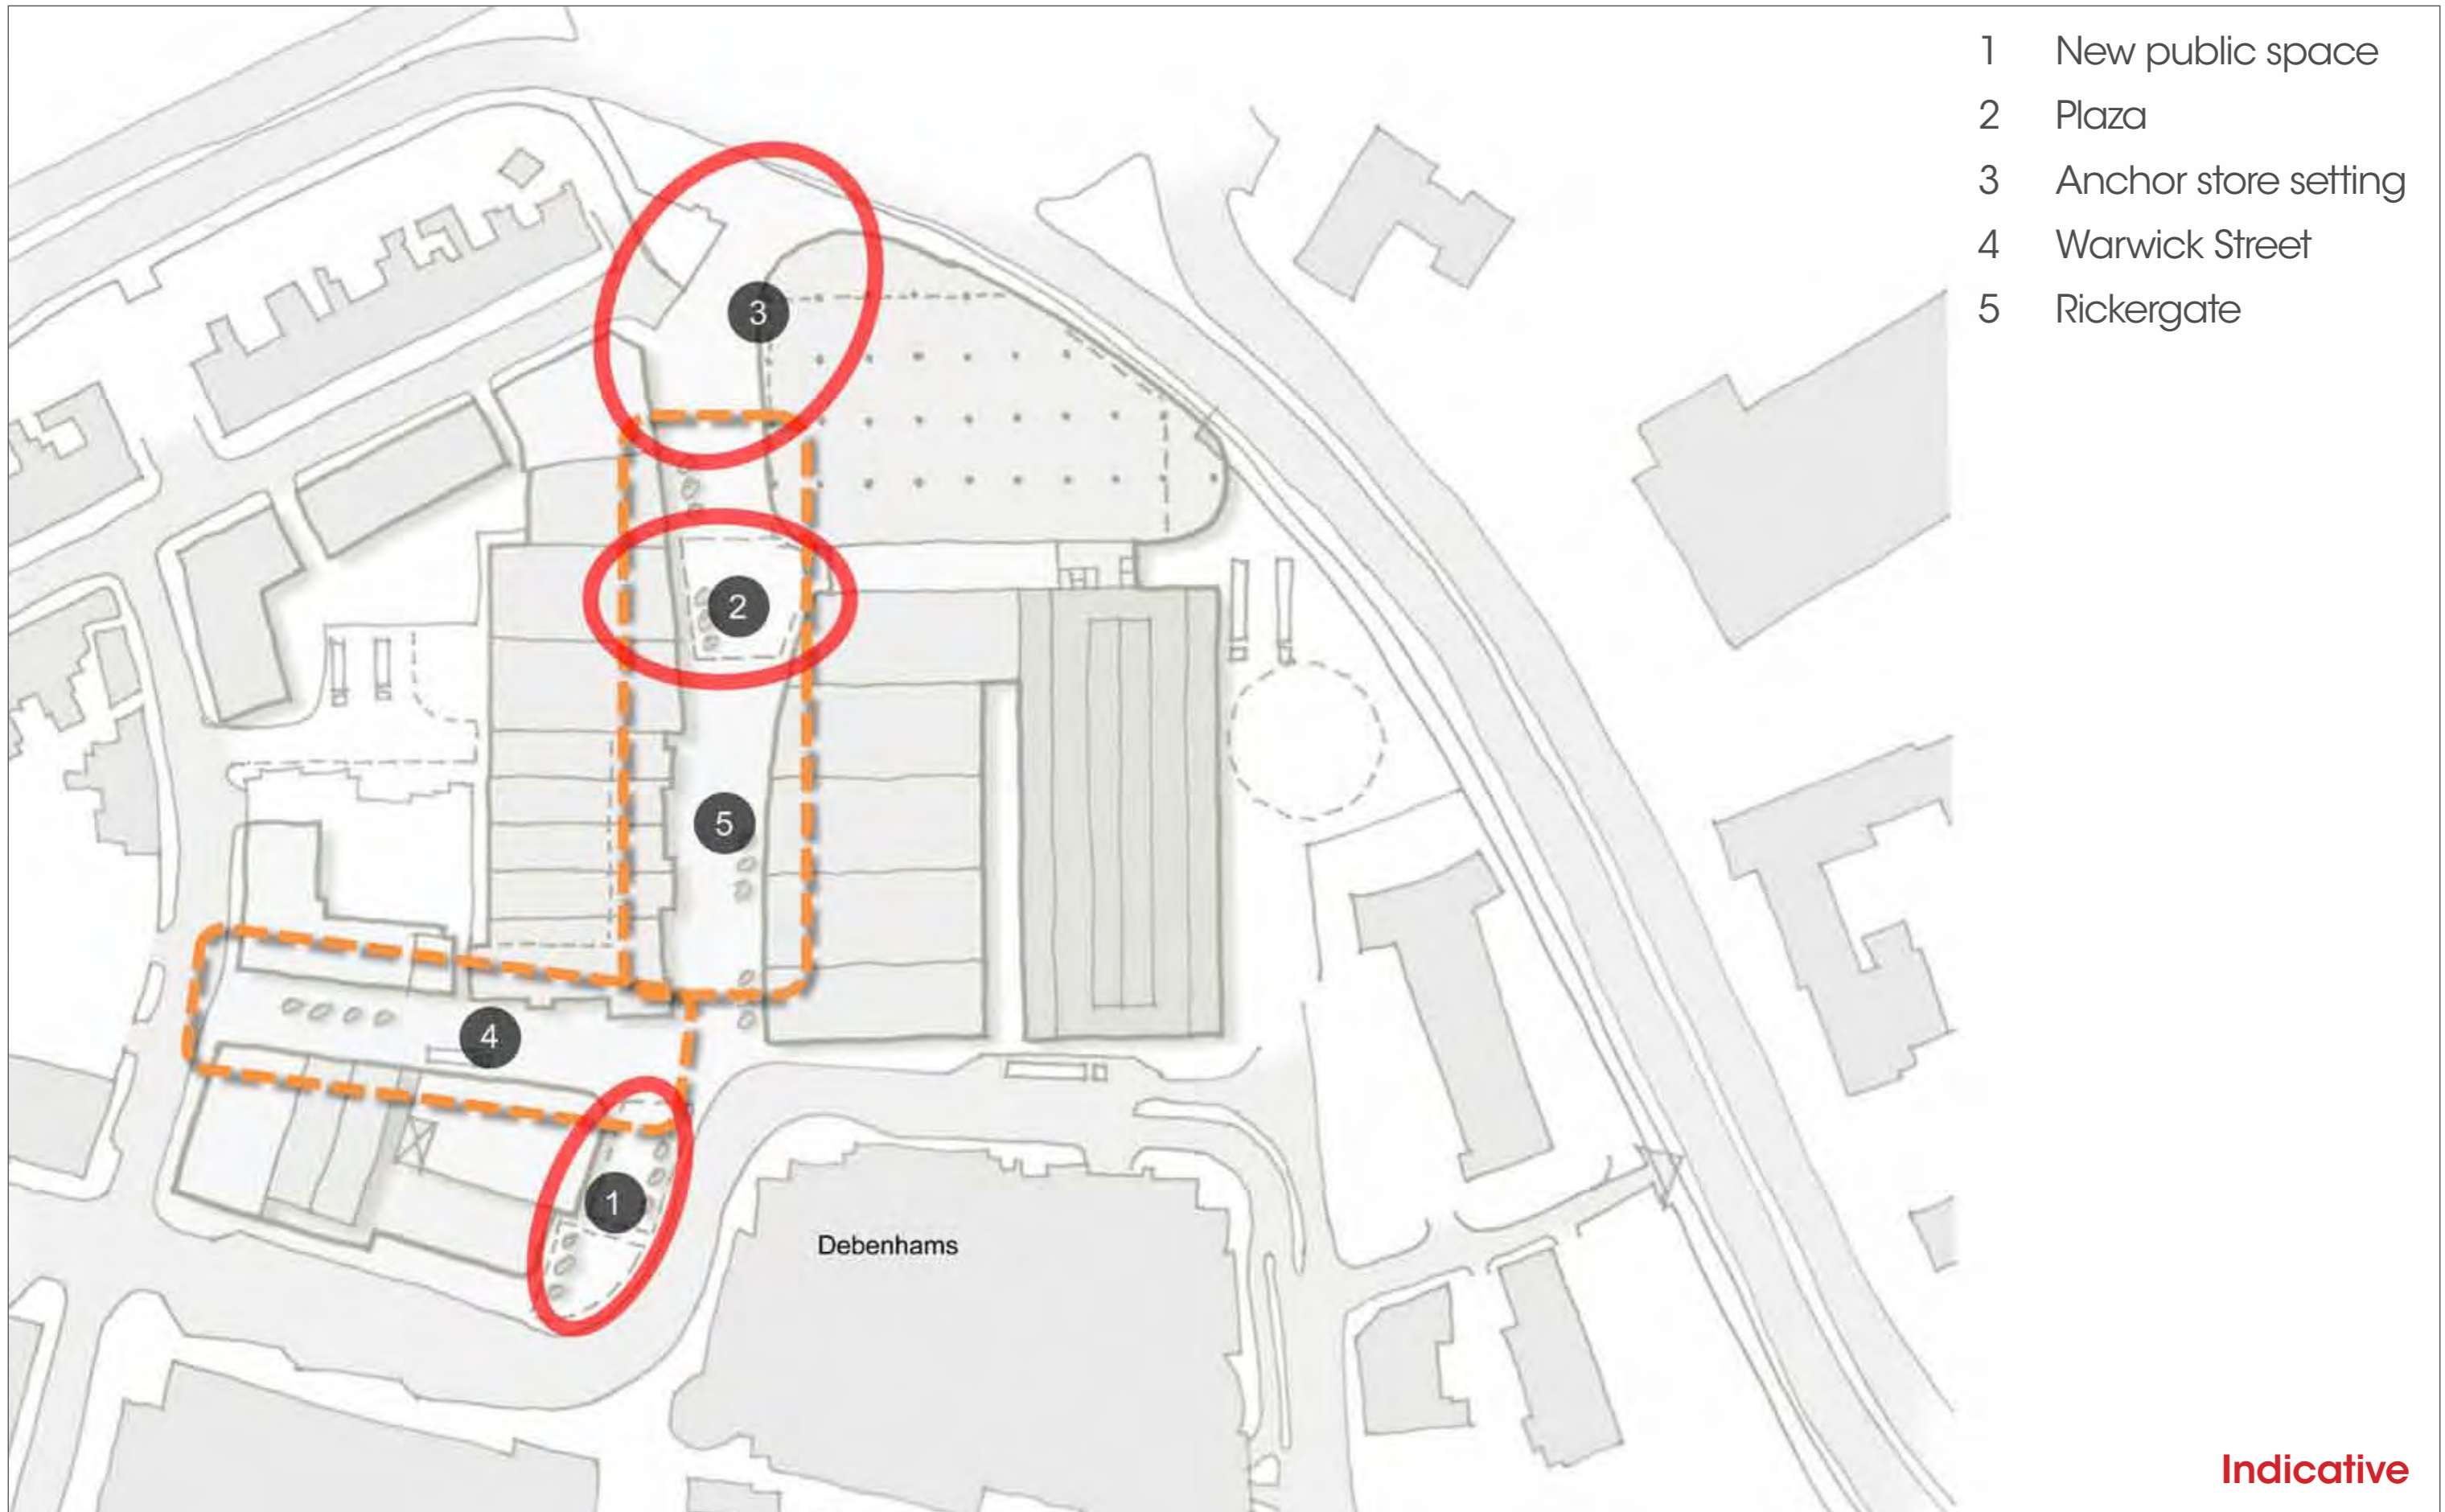 1 New public space
2 Plaza
3 Anchor store setting
4 Warwick Street
5 Rickergate
3
2
5
4
1
Debenhams
Indicative